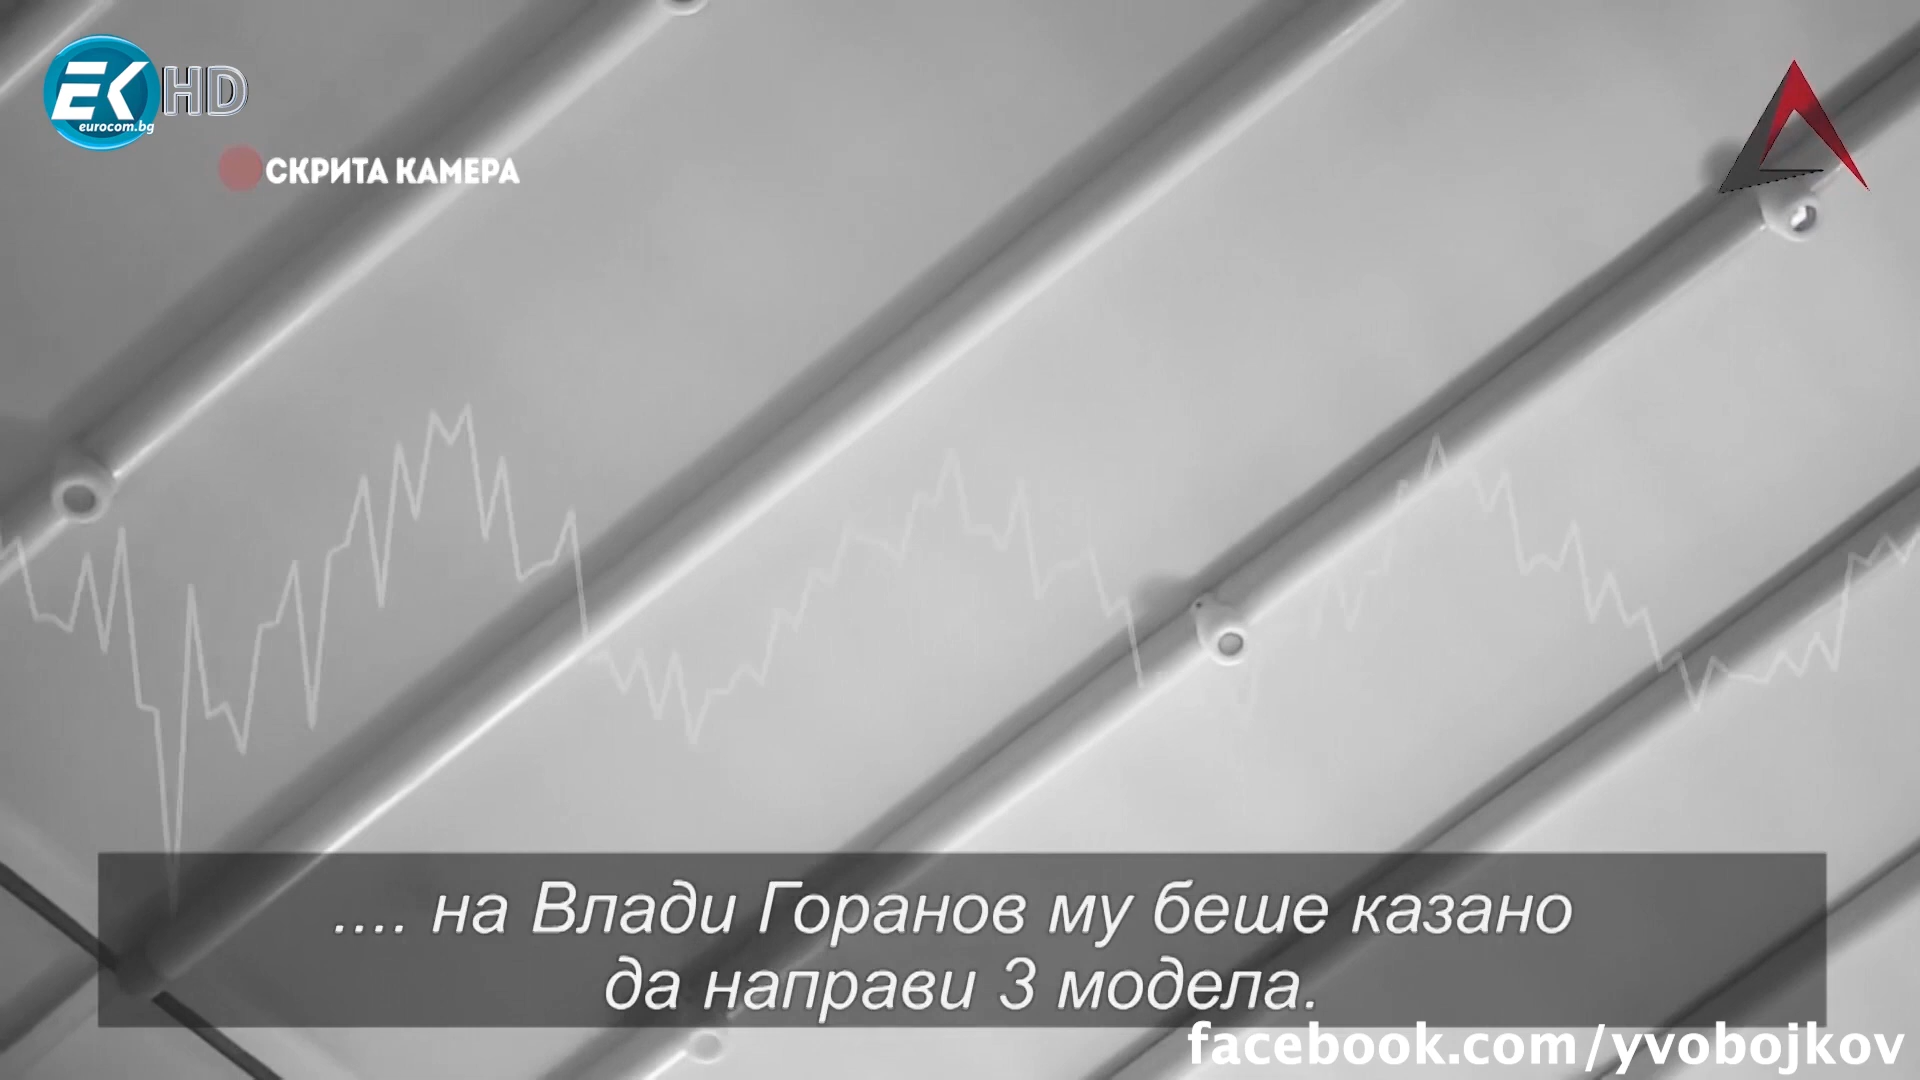 EK HD
eurocom.bg
СКРИТА КАМЕРА
.... на Влади Горанов му беше казано
да направи 3 модела.
facebook.com/yvobojkov